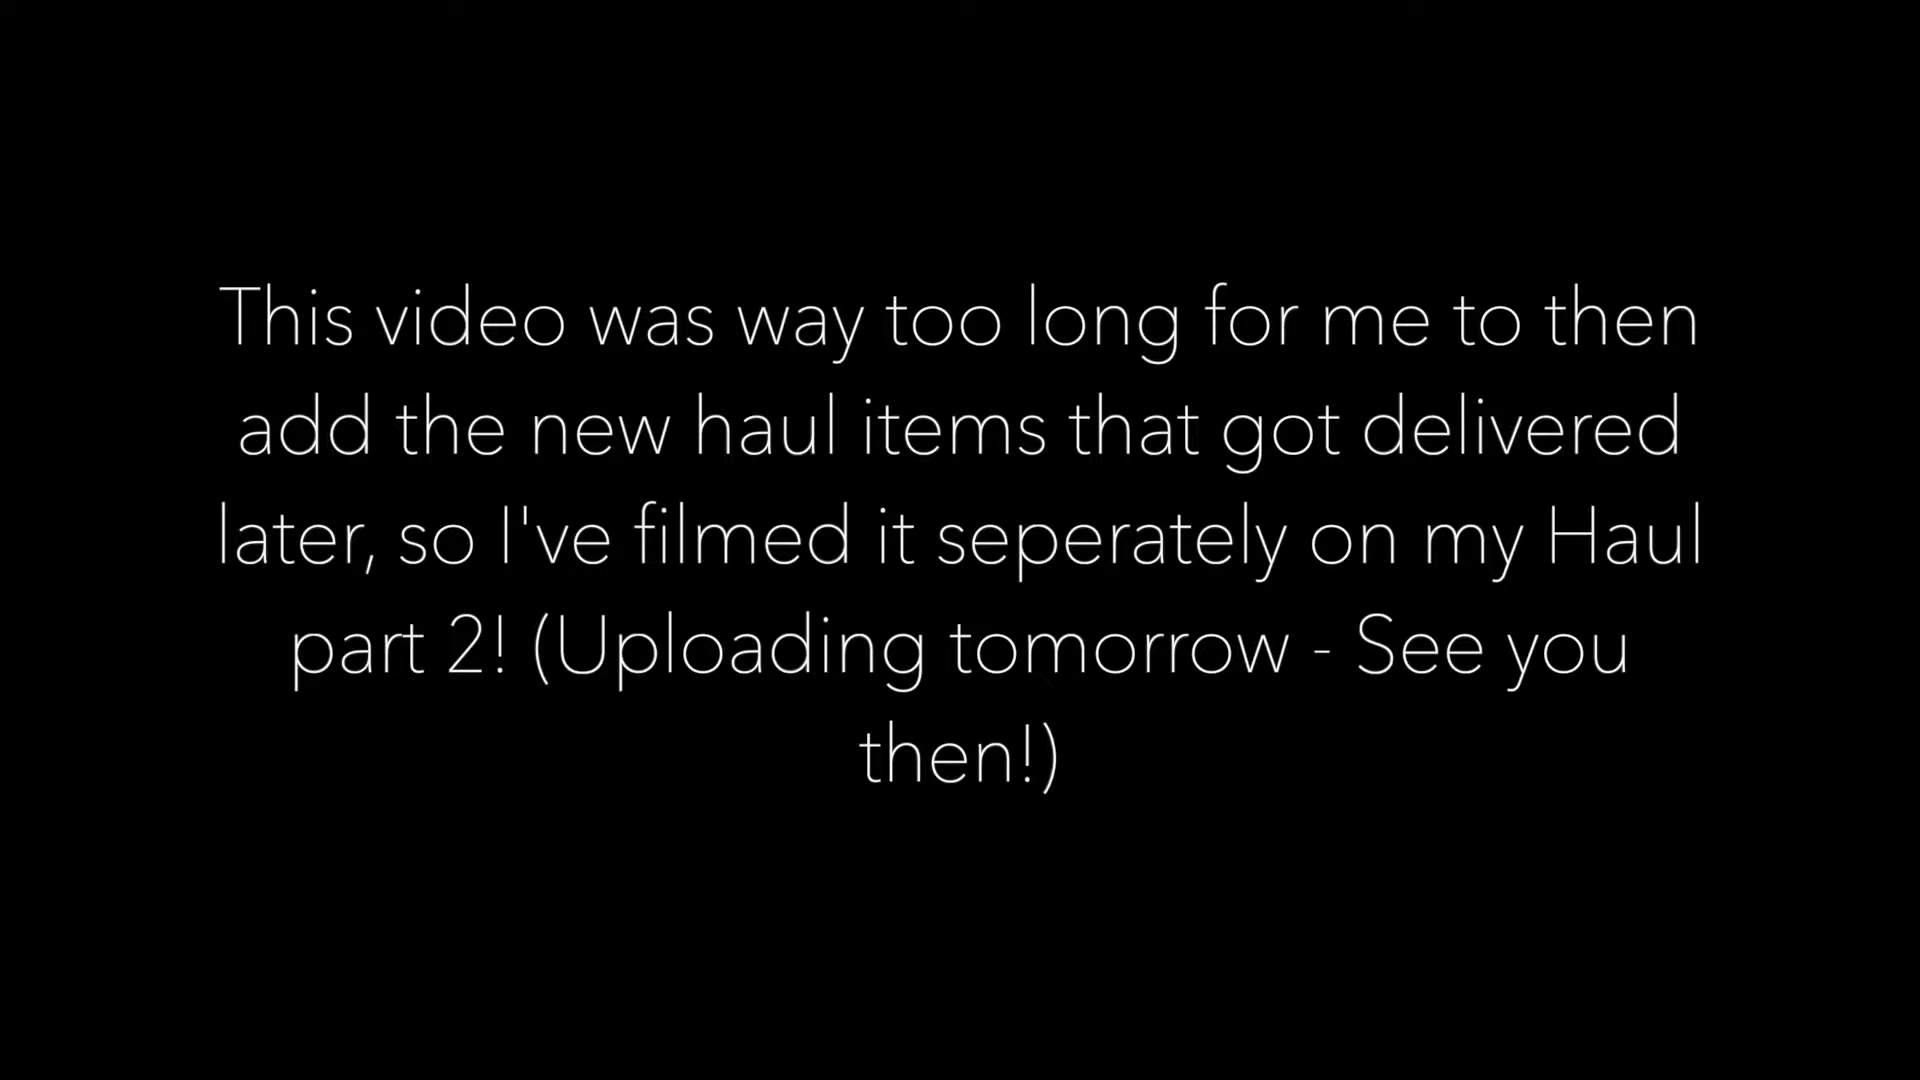 This video was way too long for me to then
add the new haul items that got delivered
later, so I've filmed it seperately on my Haul
part 2! (Uploading tomorrow - See you
then!)